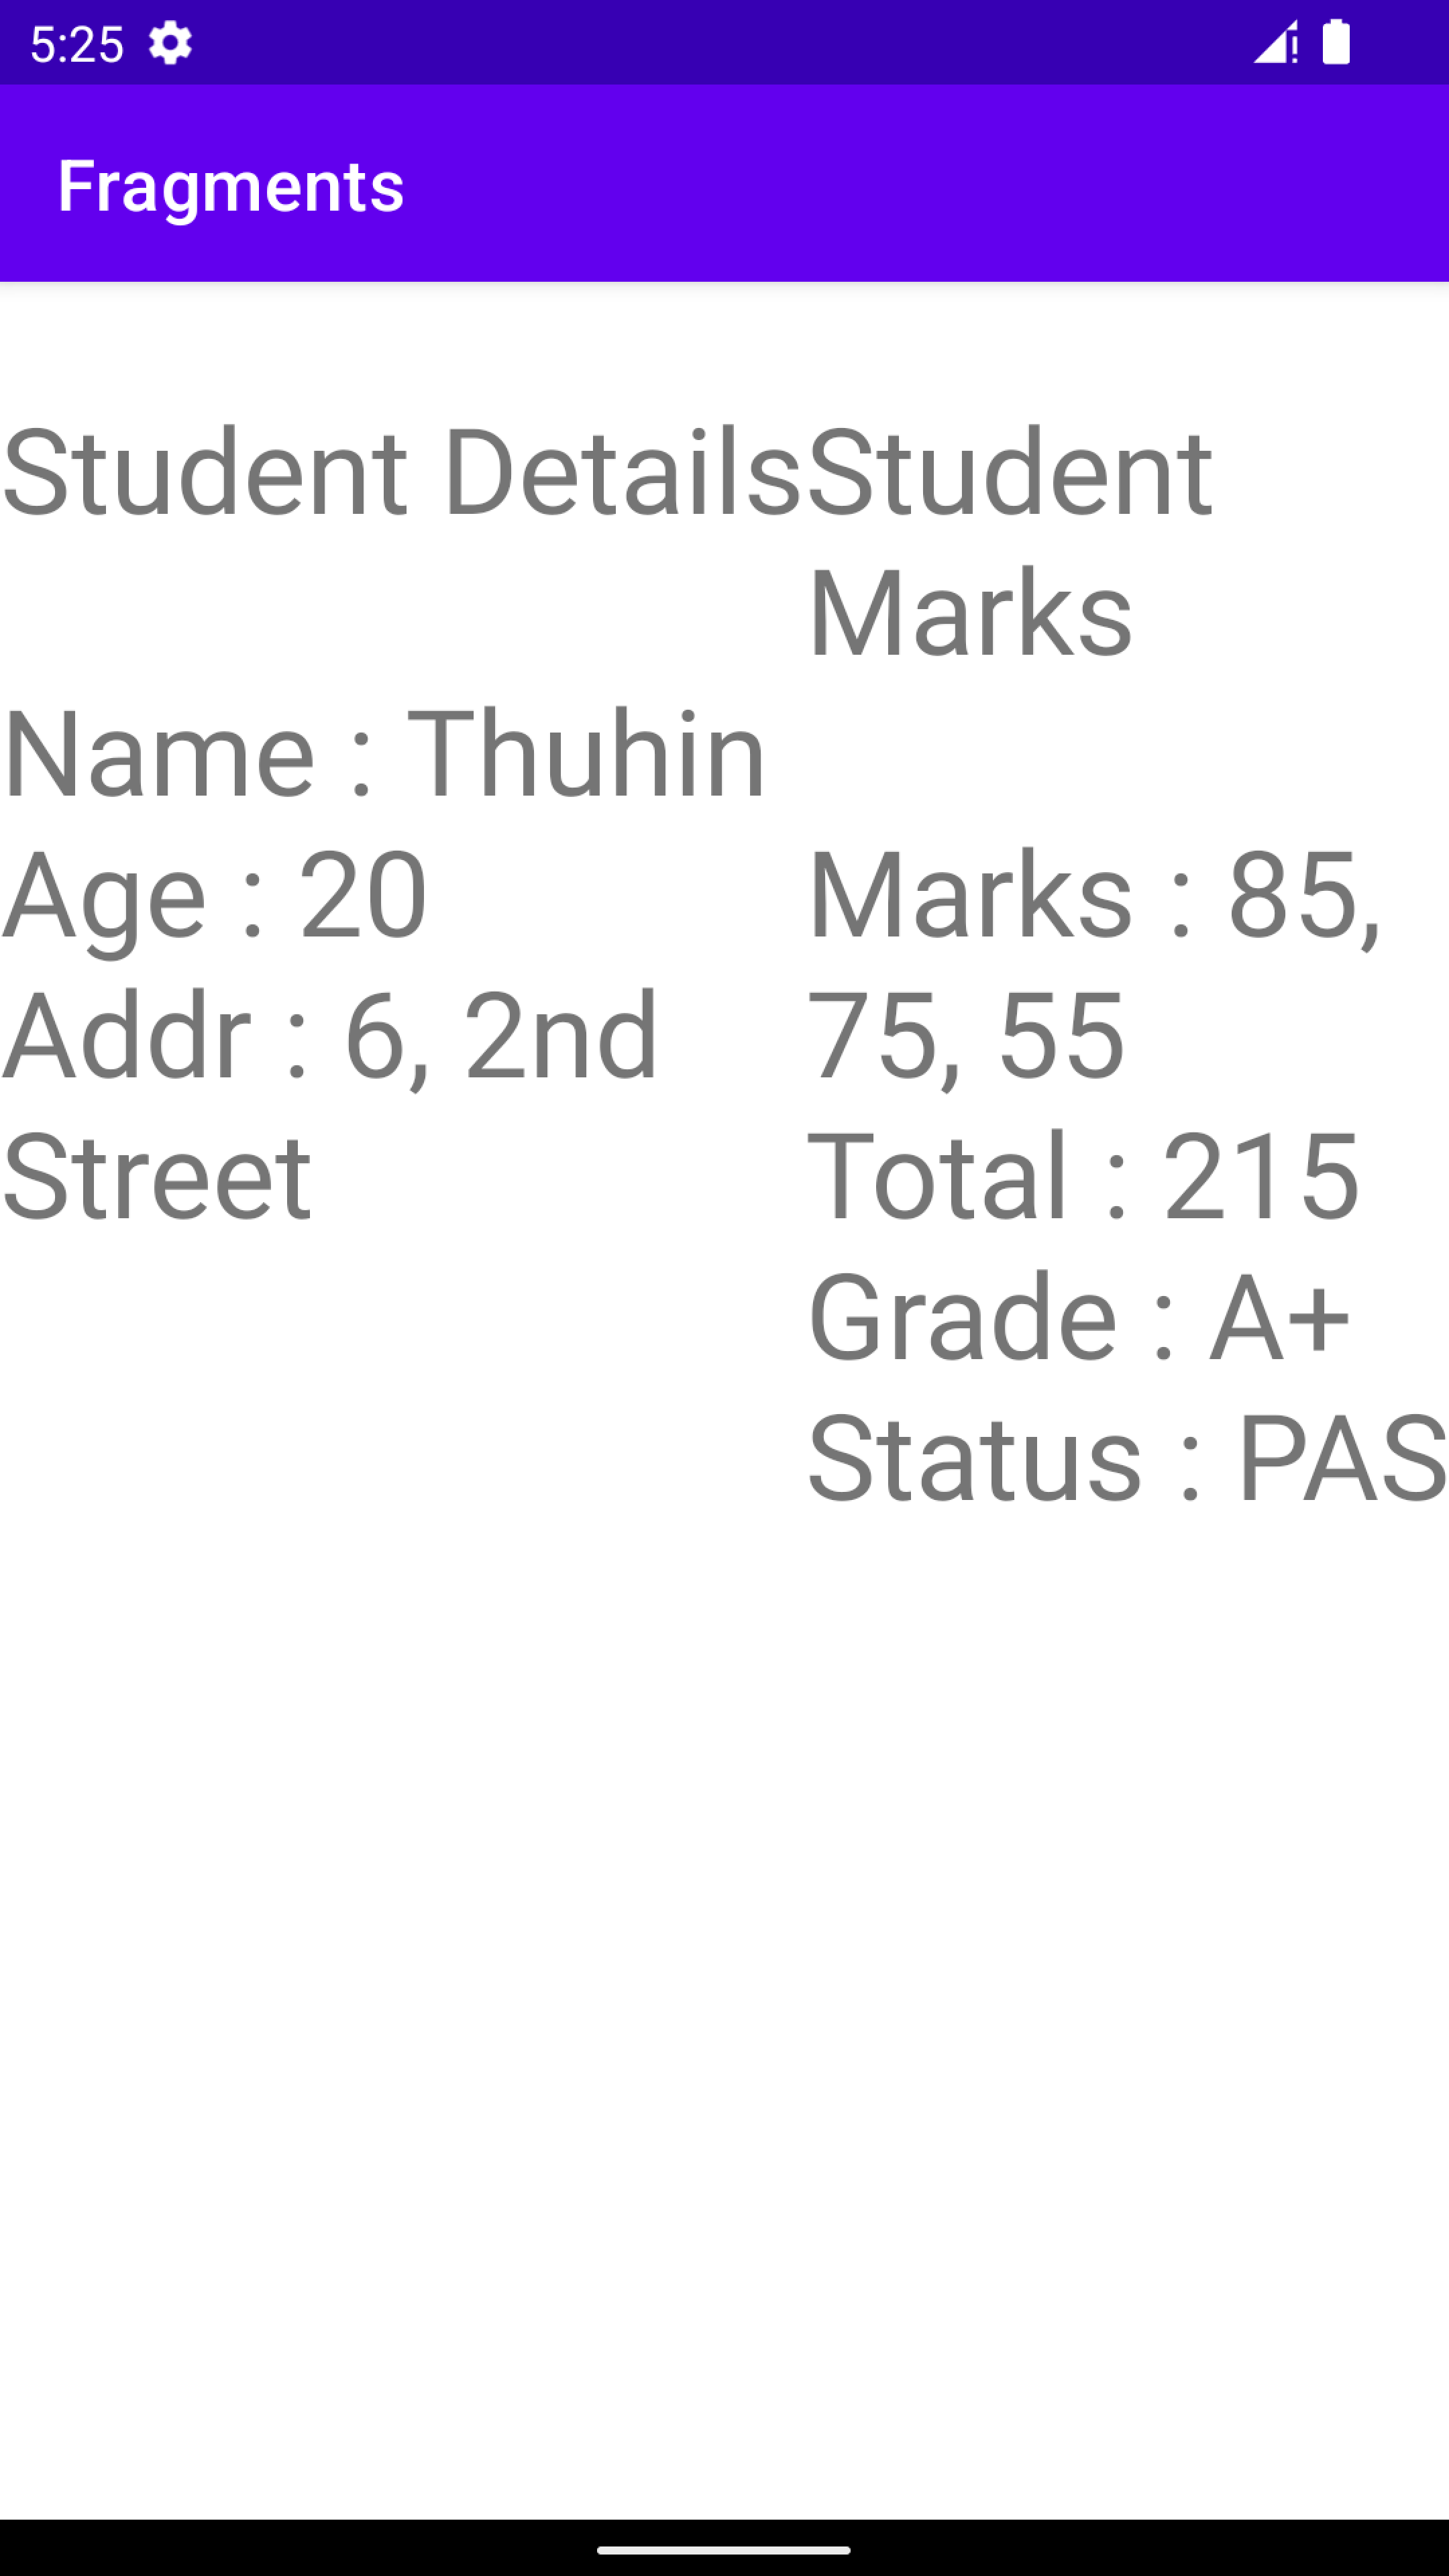 5:25
Fragments
Student Details
Name : Thuhin
Age : 20
Addr : 6, 2nd
Street
Student
Marks
Marks : 85,
75, 55
Total : 215
Grade : A+
Status : PAS